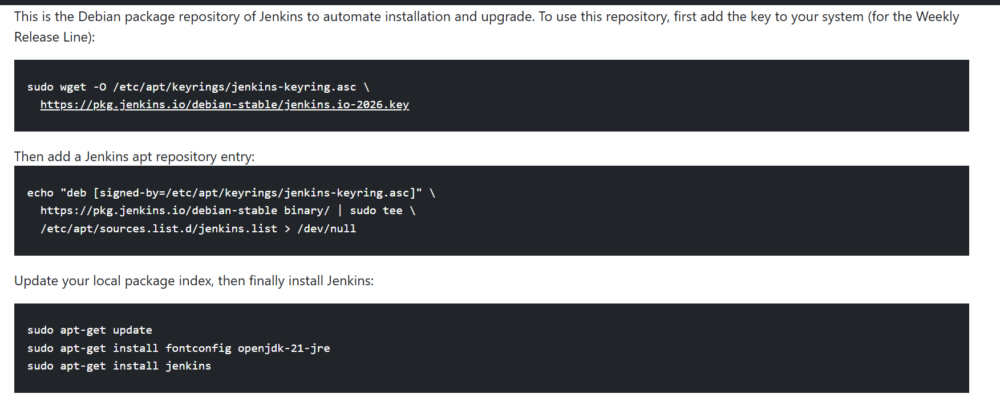 This is the Debian package repository of Jenkins to automate installation and upgrade. To use this repository, first add the key to your system (for the Weekly
Release Line):
sudo wget -O /etc/apt/keyrings/jenkins-keyring.asc \
https://pkg.jenkins.io/debian-stable/jenkins.io-2026.key
Then add a Jenkins apt repository entry:
echo "deb [signed-by=/etc/apt/keyrings/jenkins-keyring.asc]" \
https://pkg.jenkins.io/debian-stable binary/ | sudo tee \
/etc/apt/sources.list.d/jenkins.list > /dev/null
Update your local package index, then finally install Jenkins:
sudo apt-get update
sudo apt-get install fontconfig openjdk-21-jre
sudo apt-get install jenkins